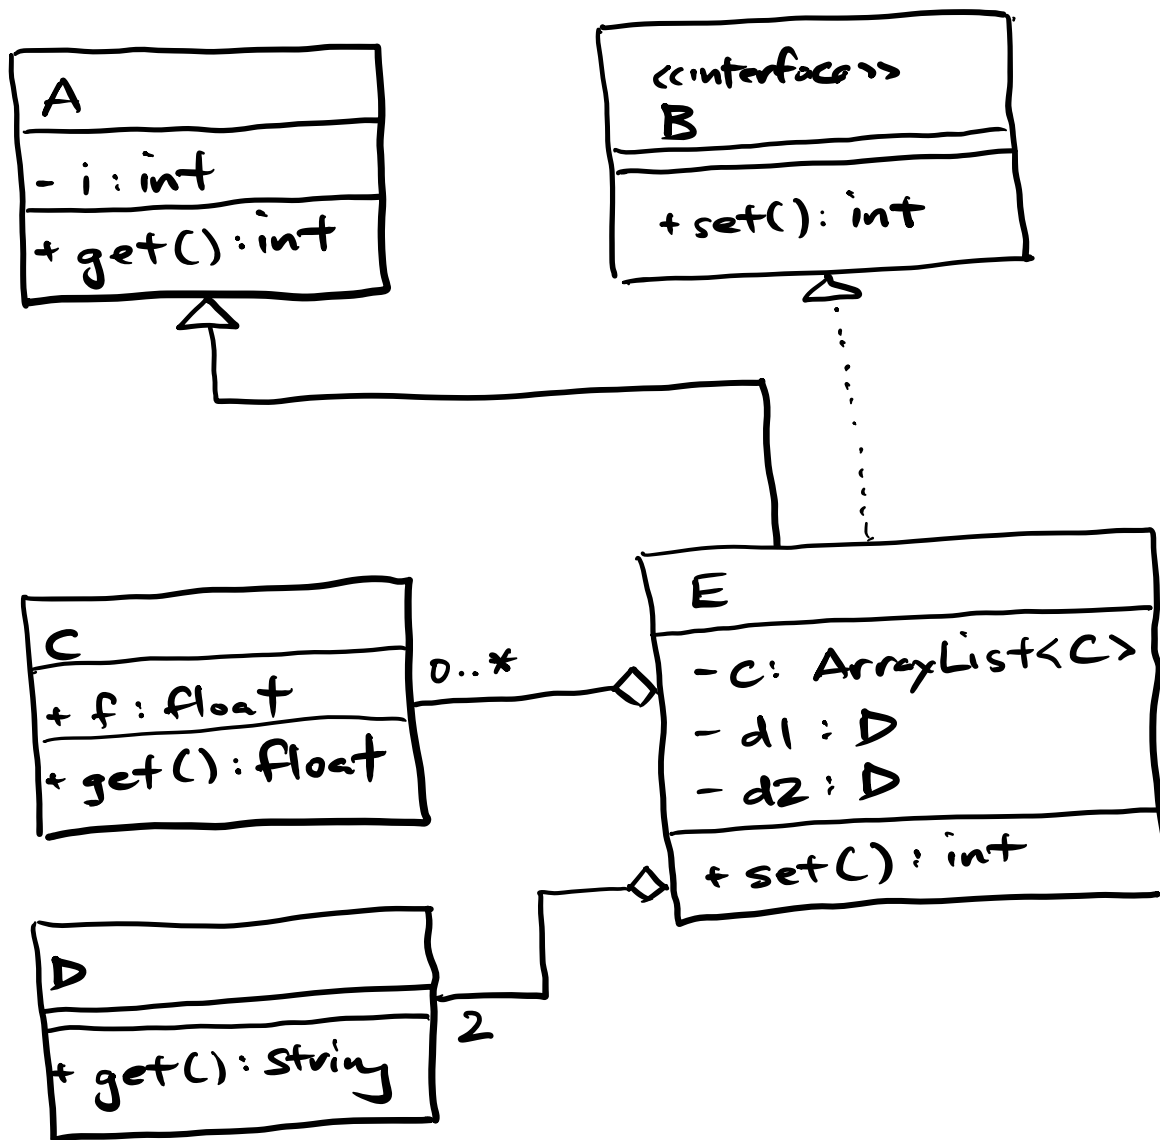 A
- i : int
+ get() : int
<<interface>>
B
+ set() : int
C
+ f : float
+ get() : float
0..*
E
- c : ArrayList<C>
- d1 : D
- d2 : D
+ set() : int
D
+ get() : string
2